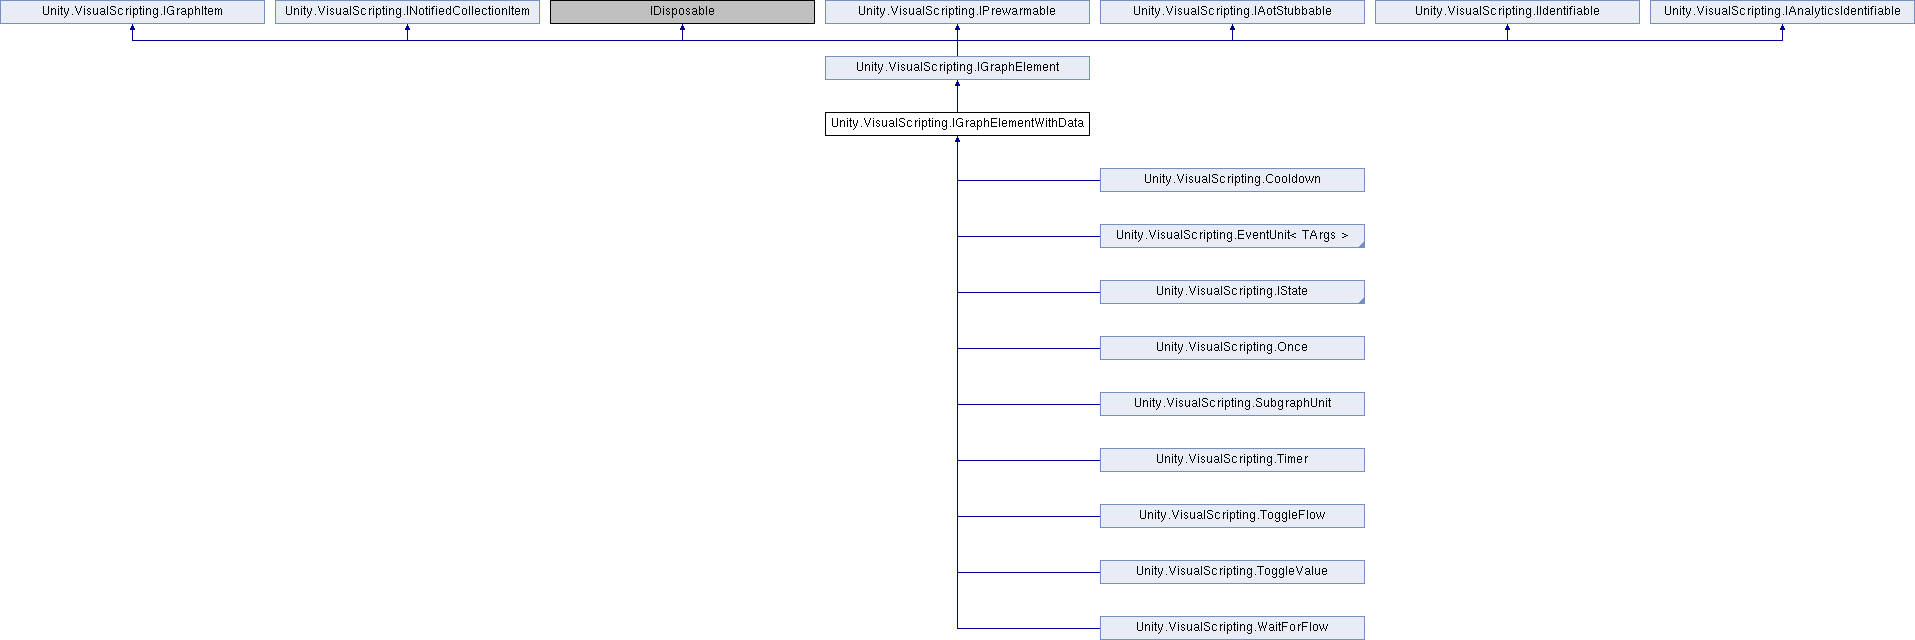 Unity.VisualScripting.IGraphItem
Unity.VisualScripting.INotifiedCollectionItem
IDisposable
Unity.VisualScripting.IPrewarmable
Unity.VisualScripting.IAotStubbable
Unity.VisualScripting.IIdentifiable
Unity.VisualScripting.IAnalyticsIdentifiable
Unity.VisualScripting.IGraphElement
Unity.VisualScripting.IGraphElementWithData
Unity.VisualScripting.Cooldown
Unity.VisualScripting.EventUnit< TArgs >
Unity.VisualScripting.IState
Unity.VisualScripting.Once
Unity.VisualScripting.SubgraphUnit
Unity.VisualScripting.Timer
Unity.VisualScripting.ToggleFlow
Unity.VisualScripting.ToggleValue
Unity.VisualScripting.WaitForFlow